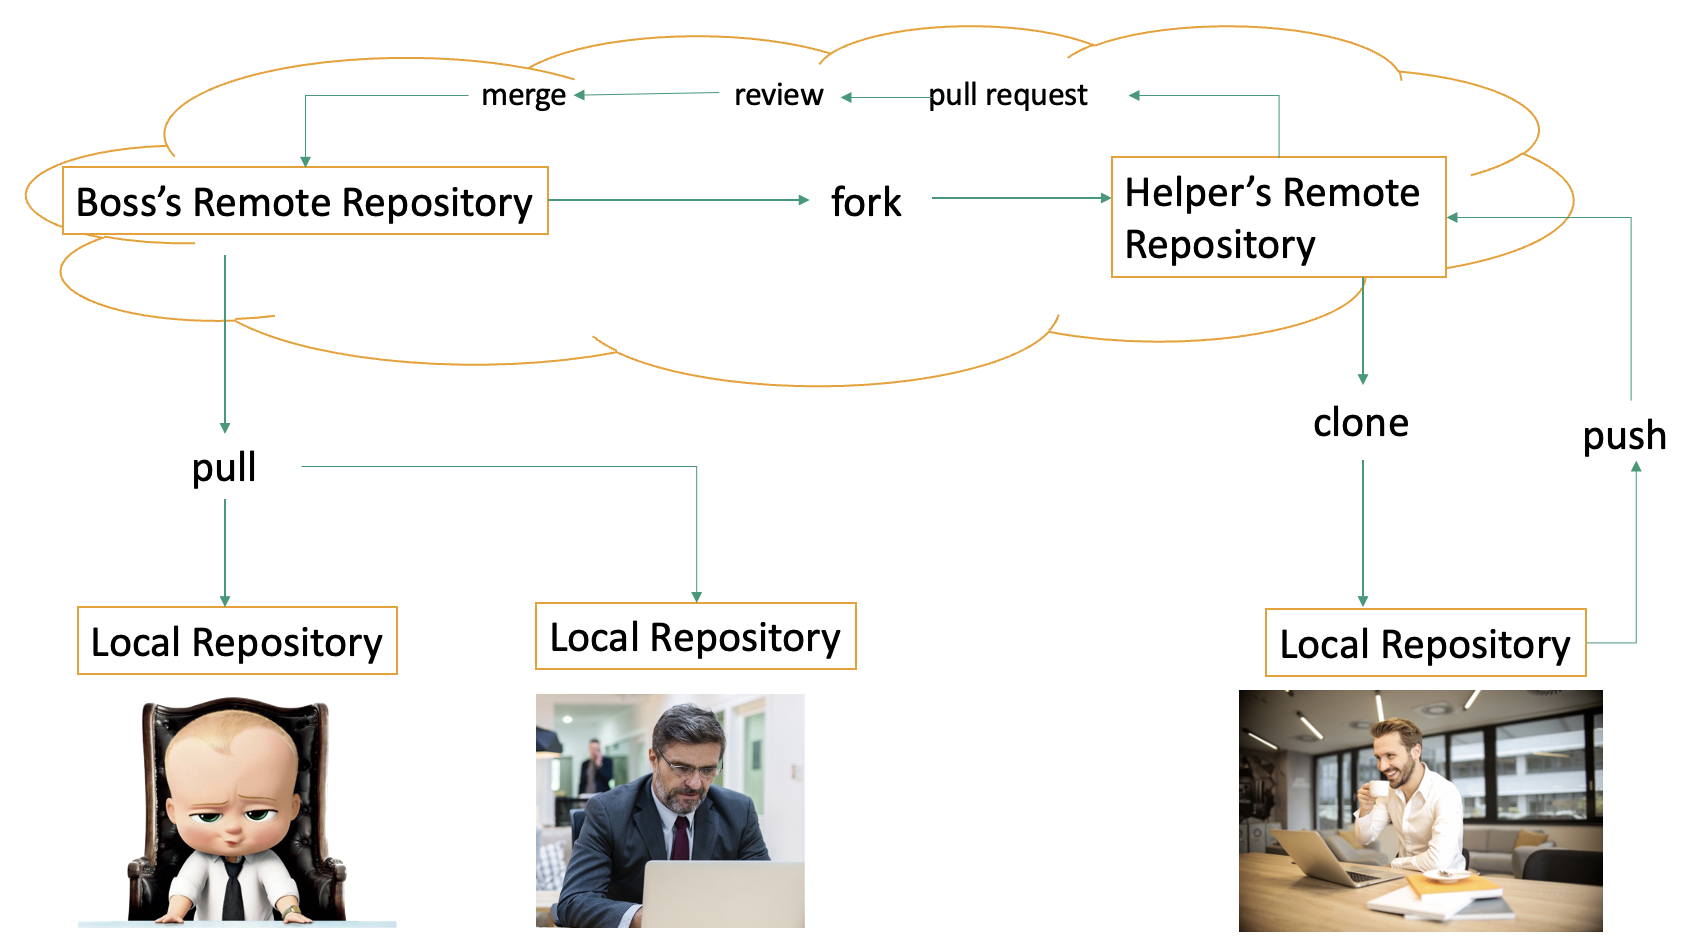 merge
review
pull request
Boss’s Remote Repository
fork
Helper’s Remote
Repository
clone
push
pull
Local Repository
Local Repository
Local Repository